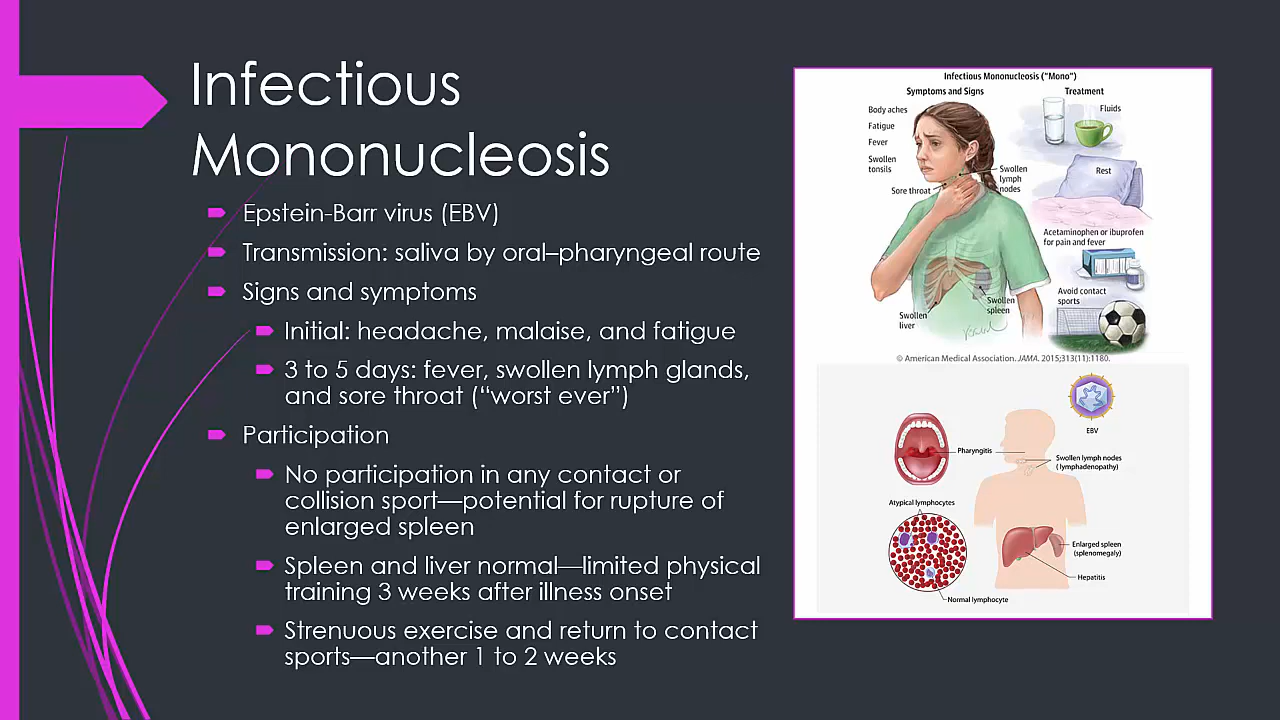 Infectious
Mononucleosis
Epstein-Barr virus (EBV)
Transmission: saliva by oral–pharyngeal route
Signs and symptoms
Initial: headache, malaise, and fatigue
3 to 5 days: fever, swollen lymph glands,
and sore throat (“worst ever”)
Participation
No participation in any contact or
collision sport—potential for rupture of
enlarged spleen
Spleen and liver normal—limited physical
training 3 weeks after illness onset
Strenuous exercise and return to contact
sports—another 1 to 2 weeks
Infectious Mononucleosis (“Mono”)
Symptoms and Signs
Body aches
Fatigue
Fever
Swollen
tonsils
Sore throat
Swollen
lymph
nodes
Swollen
spleen
Swollen
liver
Treatment
Fluids
Rest
Acetaminophen or ibuprofen
for pain and fever
Avoid contact
sports
© American Medical Association. JAMA. 2015;313(11):1180.
EBV
Pharyngitis
Swollen lymph nodes
(lymphadenopathy)
Atypical lymphocytes
Enlarged spleen
(splenomegaly)
Hepatitis
Normal lymphocyte